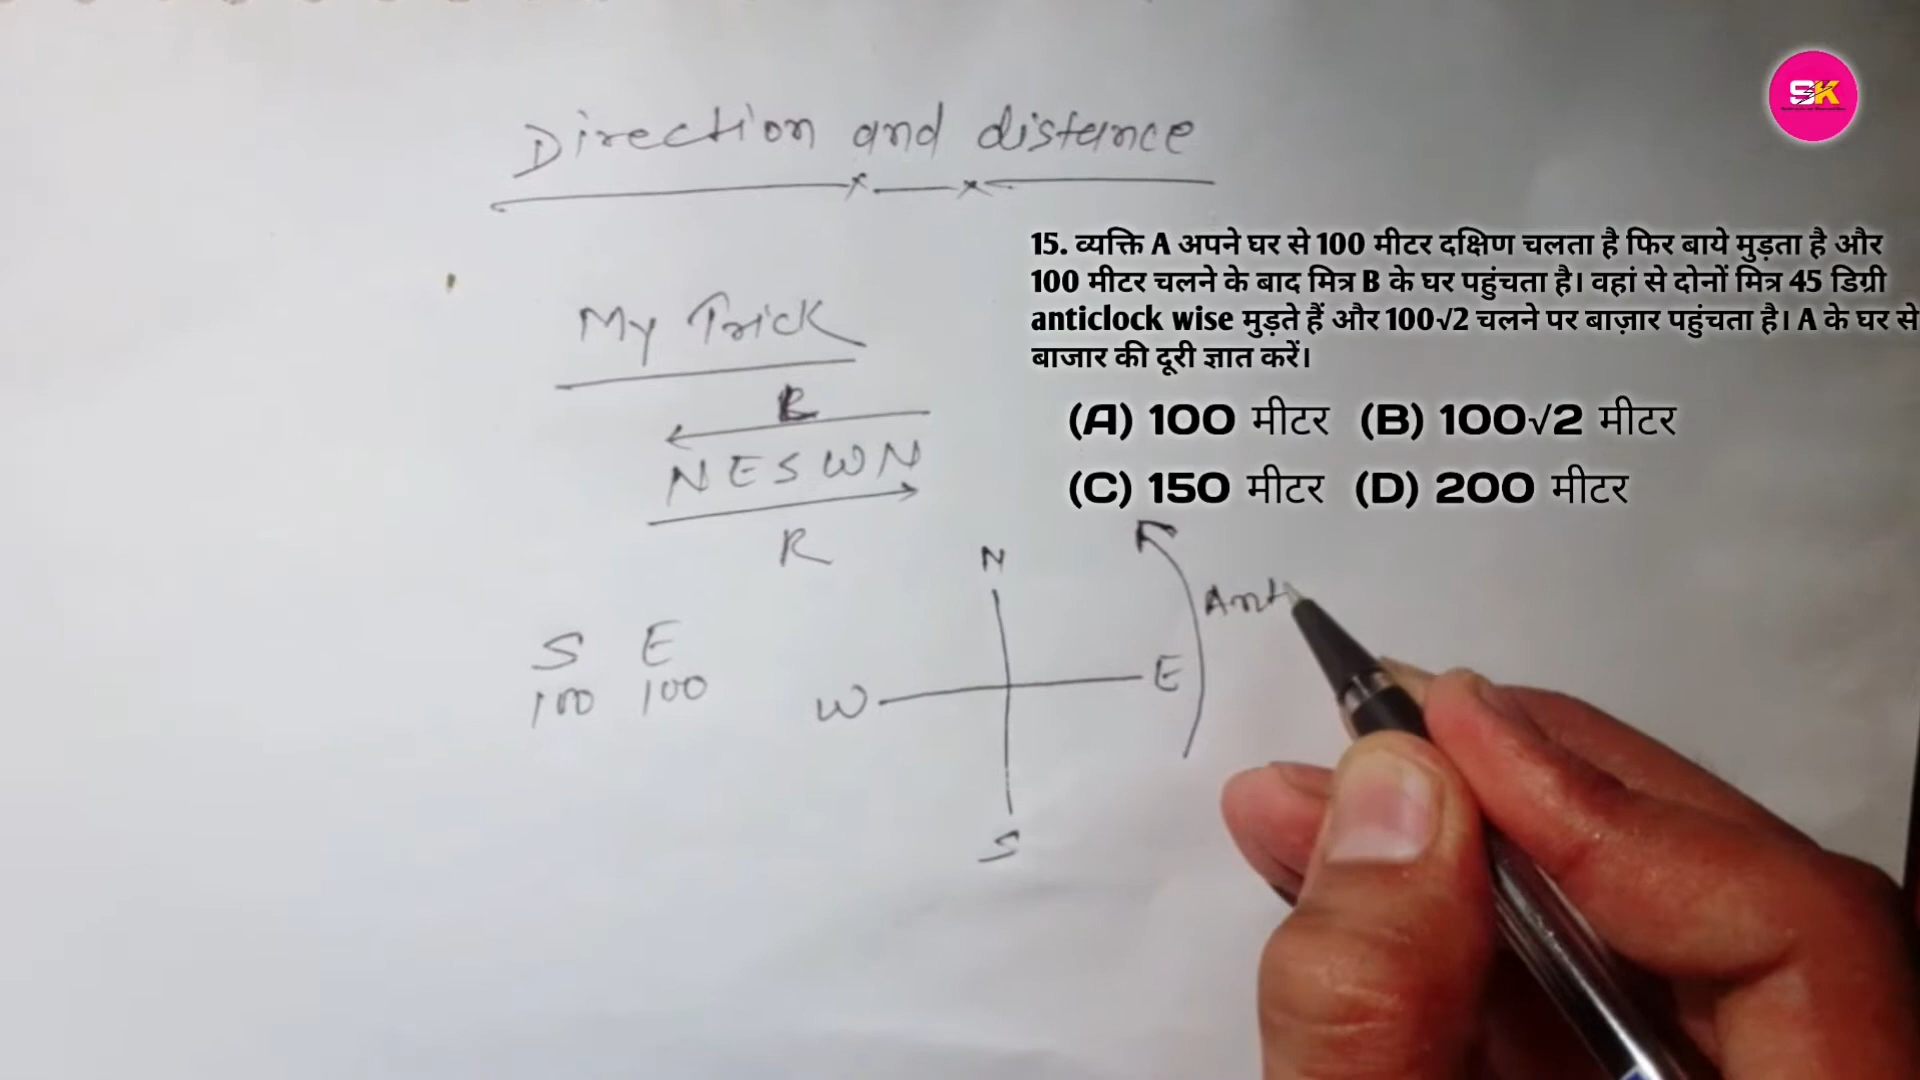 Direction and distance
SK
15. व्यक्ति A अपने घर से 100 मीटर दक्षिण चलता है फिर बाये मुड़ता है और
100 मीटर चलने के बाद मित्र B के घर पहुंचता है। वहां से दोनों मित्र 45 डिग्री
anticlock wise मुड़ते हैं और 100√2 चलने पर बाज़ार पहुंचता है। A के घर से
बाजार की दूरी ज्ञात करें।
(A) 100 मीटर (B) 100√2 मीटर
(C) 150 मीटर (D) 200 मीटर
My Trick
N E S W N
R
N
Anti
S E
100 100
W E
S